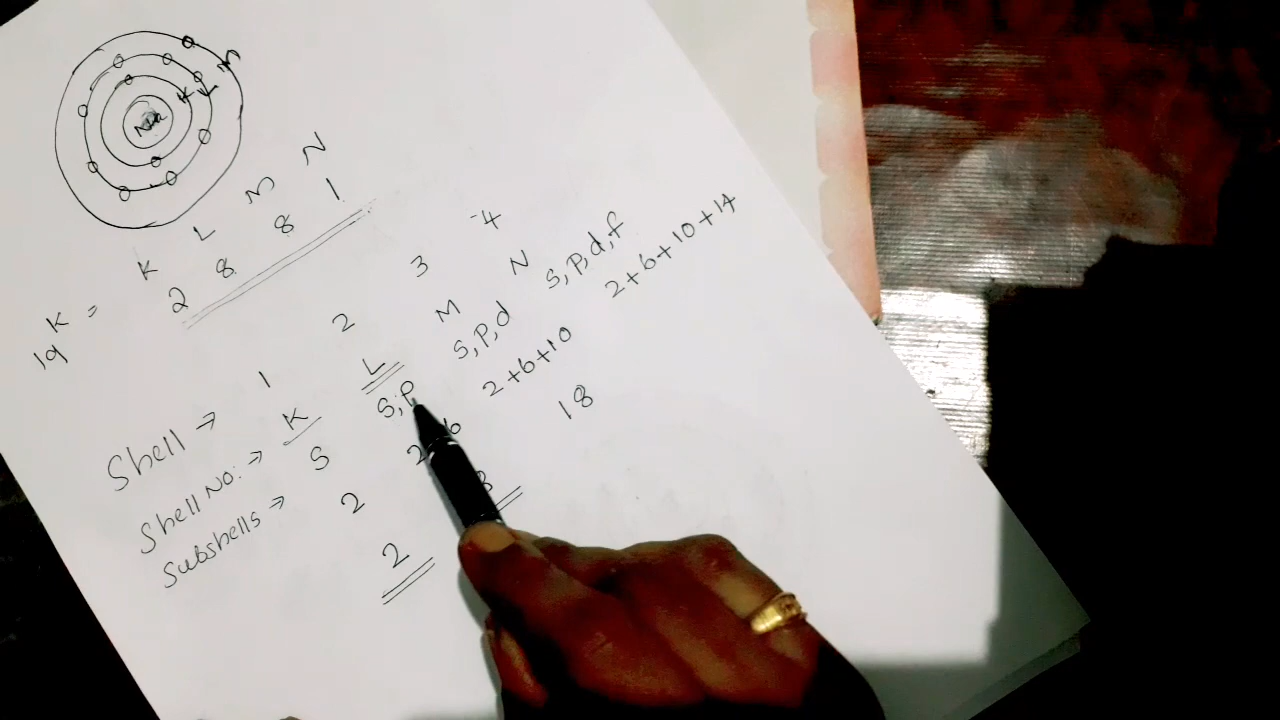 K L M
K L M N
19 K = 2 8 8 1
Shell → 1 2 3 4
Shell No: → K L M N
Subshells → S S,P S,P,d S,P,d,f
2 2 6 2+6+10 2+6+10+14
2 8 18